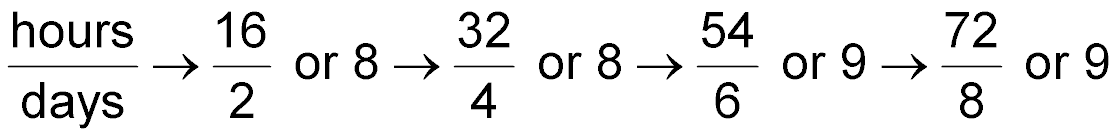 hours/days → 16/2 or 8 → 32/4 or 8 → 54/6 or 9 → 72/8 or 9